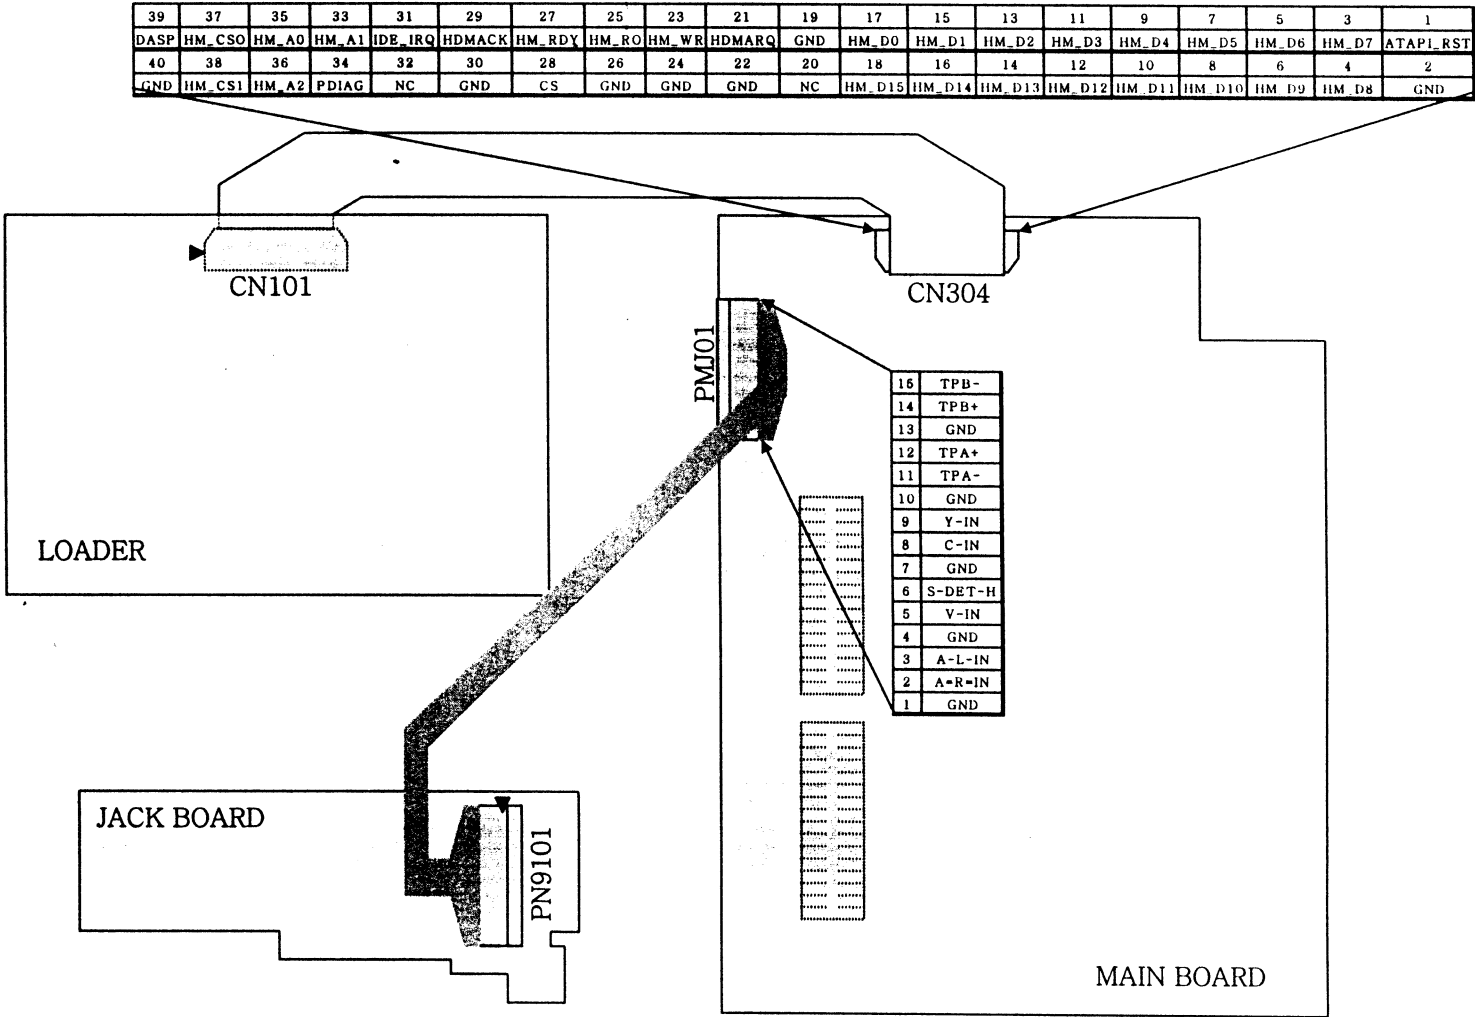 39 37 35 33 31 29 27 25 23 21 19 17 15 13 11 9 7 5 3 1
DASP HM_CS0 HM_A0 HM_A1 IDE_IRQ HDMACK HM_RDY HM_RO HM_WR HDMARQ GND HM_D0 HM_D1 HM_D2 HM_D3 HM_D4 HM_D5 HM_D6 HM_D7 ATAPI_RST
40 38 36 34 32 30 28 26 24 22 20 18 16 14 12 10 8 6 4 2
GND HM_CS1 HM_A2 PDIAG NC GND CS GND GND GND NC HM_D15 HM_D14 HM_D13 HM_D12 HM_D11 HM_D10 HM_D9 HM_D8 GND
CN101
CN304
PMJ01
15 TPB-
14 TPB+
13 GND
12 TPA+
11 TPA-
10 GND
9 Y-IN
8 C-IN
7 GND
6 S-DET-H
5 V-IN
4 GND
3 A-L-IN
2 A=R=IN
1 GND
LOADER
JACK BOARD
PN9101
MAIN BOARD